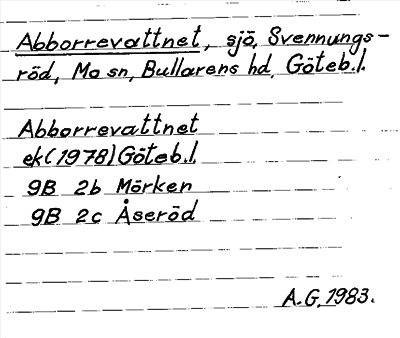 Abborrevattnet, sjö, Svennungs-
röd, Mo sn, Bullarens hd, Göteb.l.
Abborrevattnet
ek (1978) Göteb.l.
9B 2b Mörken
9B 2c Åseröd
A.G. 1983.